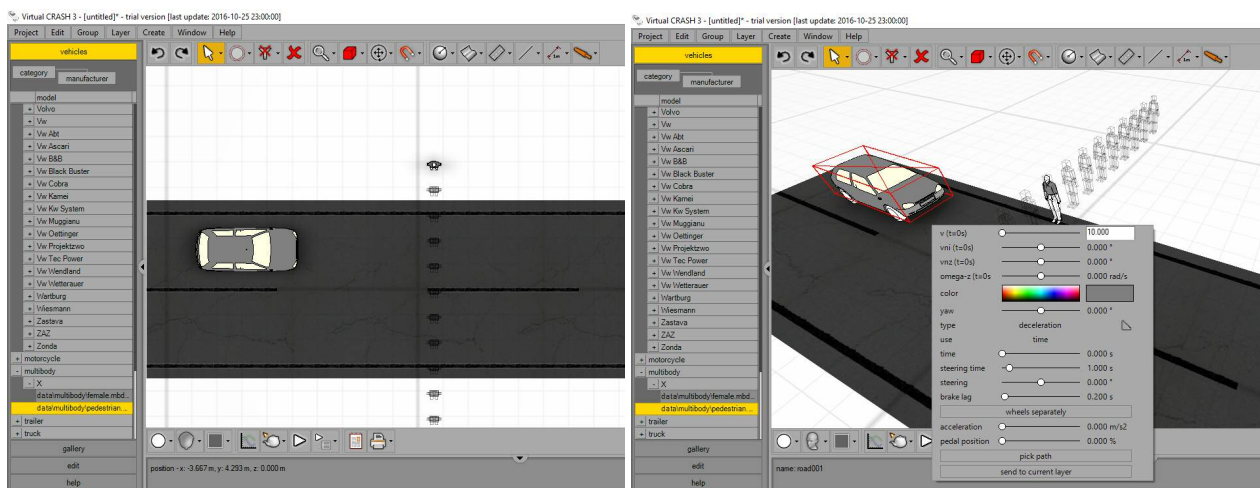 Virtual CRASH 3 - [untitled]* - trial version [last update: 2016-10-25 23:00:00]
Project Edit Group Layer Create Window Help
vehicles
category manufacturer
model
+ Volvo
+ Vw
+ Vw Abt
+ Vw Ascari
+ Vw B&B
+ Vw Black Buster
+ Vw Cobra
+ Vw Kamei
+ Vw Kw System
+ Vw Muggianu
+ Vw Oettinger
+ Vw Projektzwo
+ Vw Tec Power
+ Vw Wendland
+ Vw Wetterauer
+ Wartburg
+ Wiesmann
+ Zastava
+ ZAZ
+ Zonda
+ motorcycle
- multibody
- X
data\multibody\female.mbd...
data\multibody\pedestrian...
+ trailer
+ truck
gallery
edit
help
position - x: -3.667 m, y: 4.293 m, z: 0.000 m
Virtual CRASH 3 - [untitled]* - trial version [last update: 2016-10-25 23:00:00]
Project Edit Group Layer Create Window Help
vehicles
category manufacturer
model
+ Volvo
+ Vw
+ Vw Abt
+ Vw Ascari
+ Vw B&B
+ Vw Black Buster
+ Vw Cobra
+ Vw Kamei
+ Vw Kw System
+ Vw Muggianu
+ Vw Oettinger
+ Vw Projektzwo
+ Vw Tec Power
+ Vw Wendland
+ Vw Wetterauer
+ Wartburg
+ Wiesmann
+ Zastava
+ ZAZ
+ Zonda
+ motorcycle
- multibody
- X
data\multibody\female.mbd...
data\multibody\pedestrian...
+ trailer
+ truck
gallery
edit
help
name: road001
v (t=0s) 10.000
vni (t=0s) 0.000 °
vnz (t=0s) 0.000 °
omega-z (t=0s 0.000 rad/s
color
yaw 0.000 °
type deceleration
use time
time 0.000 s
steering time 1.000 s
steering 0.000 °
brake lag 0.200 s
wheels separately
acceleration 0.000 m/s2
pedal position 0.000 %
pick path
send to current layer